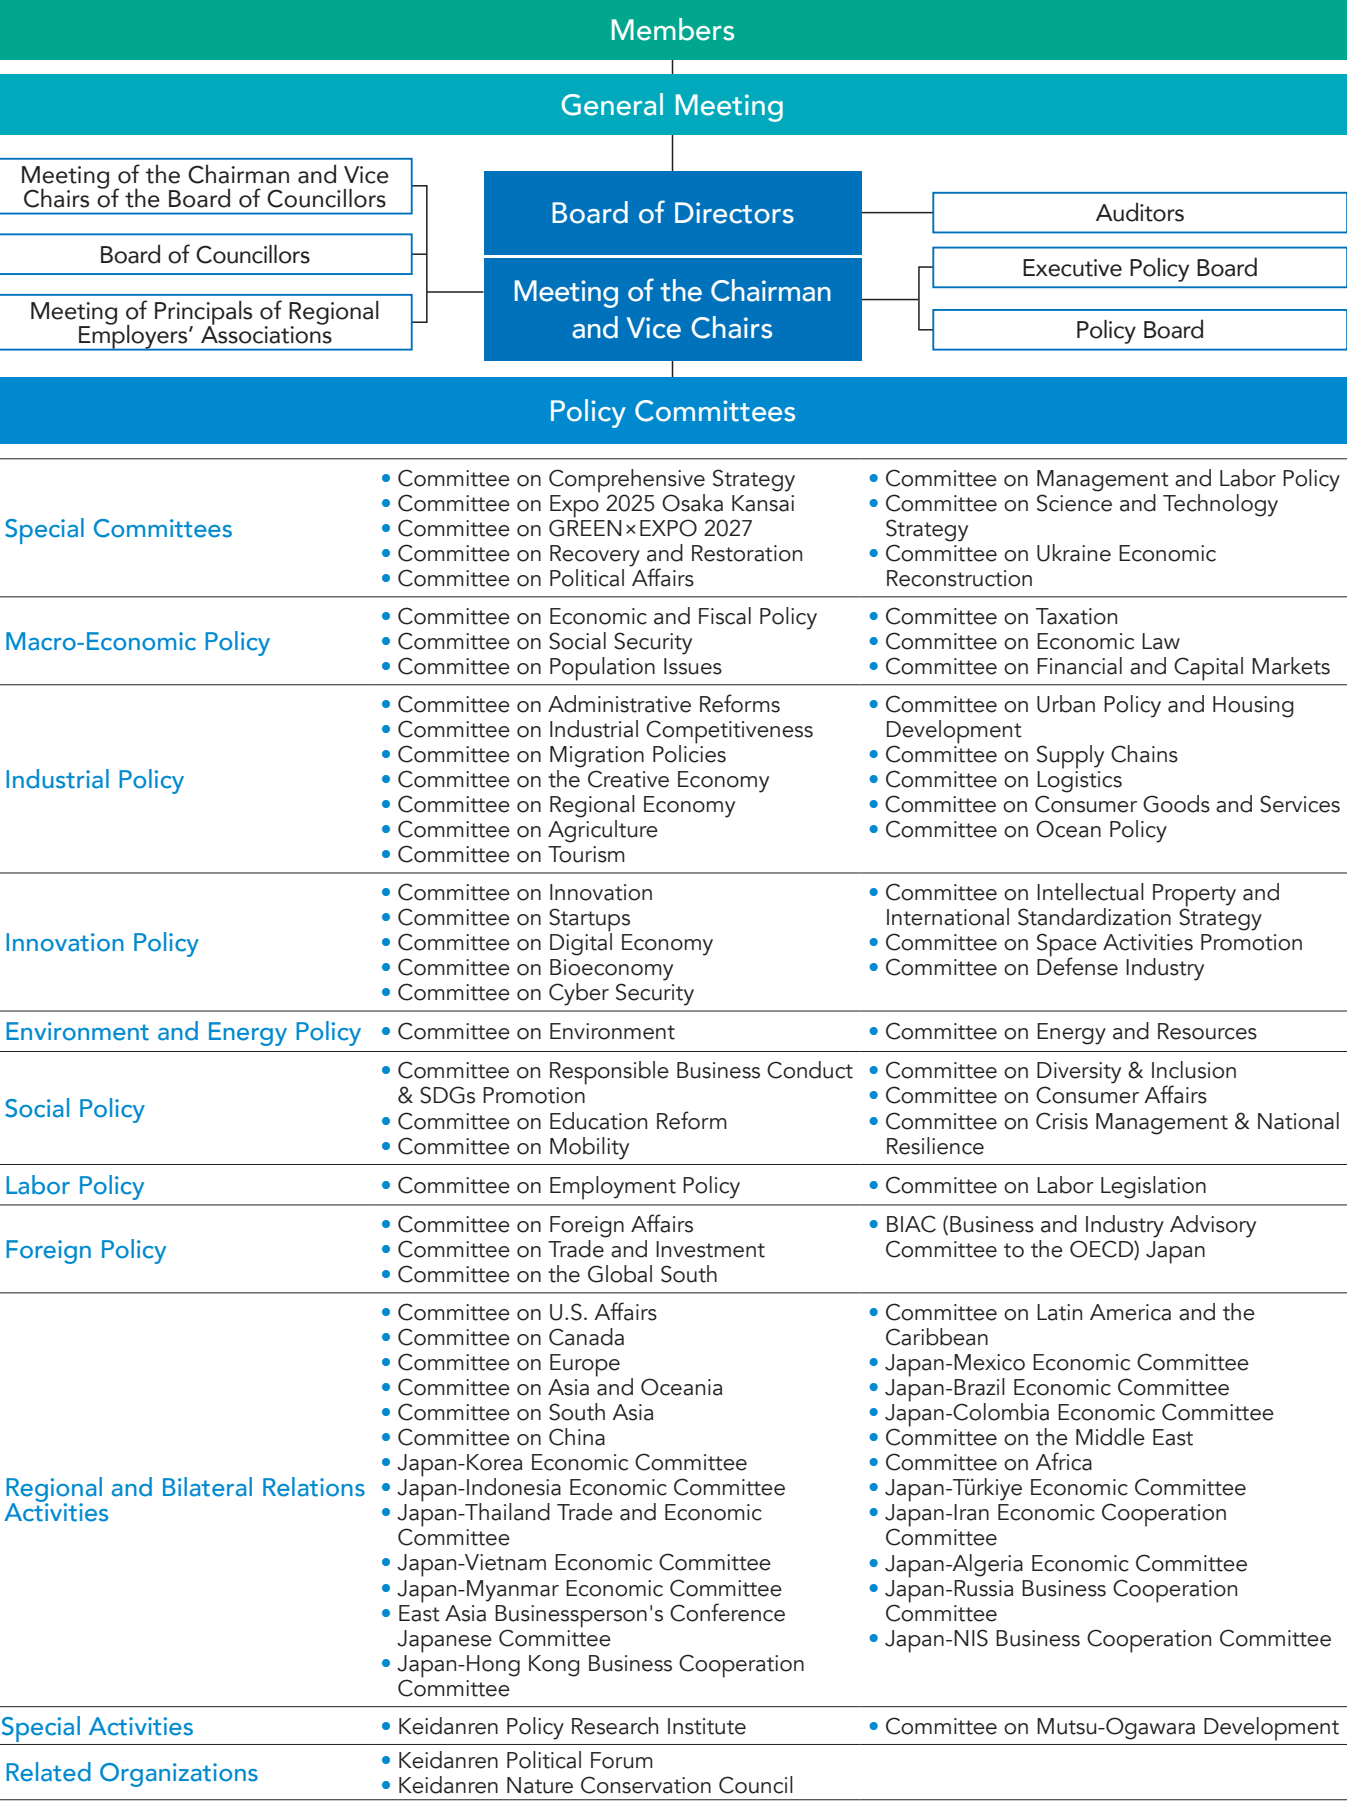 Members
General Meeting
Meeting of the Chairman and Vice
Chairs of the Board of Councillors
Board of Councillors
Meeting of Principals of Regional
Employers’ Associations
Board of Directors
Meeting of the Chairman
and Vice Chairs
Auditors
Executive Policy Board
Policy Board
Policy Committees
Special Committees
• Committee on Comprehensive Strategy
• Committee on Expo 2025 Osaka Kansai
• Committee on GREEN×EXPO 2027
• Committee on Recovery and Restoration
• Committee on Political Affairs
• Committee on Management and Labor Policy
• Committee on Science and Technology
Strategy
• Committee on Ukraine Economic
Reconstruction
Macro-Economic Policy
• Committee on Economic and Fiscal Policy
• Committee on Social Security
• Committee on Population Issues
• Committee on Taxation
• Committee on Economic Law
• Committee on Financial and Capital Markets
Industrial Policy
• Committee on Administrative Reforms
• Committee on Industrial Competitiveness
• Committee on Migration Policies
• Committee on the Creative Economy
• Committee on Regional Economy
• Committee on Agriculture
• Committee on Tourism
• Committee on Urban Policy and Housing
Development
• Committee on Supply Chains
• Committee on Logistics
• Committee on Consumer Goods and Services
• Committee on Ocean Policy
Innovation Policy
• Committee on Innovation
• Committee on Startups
• Committee on Digital Economy
• Committee on Bioeconomy
• Committee on Cyber Security
• Committee on Intellectual Property and
International Standardization Strategy
• Committee on Space Activities Promotion
• Committee on Defense Industry
Environment and Energy Policy
• Committee on Environment
• Committee on Energy and Resources
Social Policy
• Committee on Responsible Business Conduct
& SDGs Promotion
• Committee on Education Reform
• Committee on Mobility
• Committee on Diversity & Inclusion
• Committee on Consumer Affairs
• Committee on Crisis Management & National
Resilience
Labor Policy
• Committee on Employment Policy
• Committee on Labor Legislation
Foreign Policy
• Committee on Foreign Affairs
• Committee on Trade and Investment
• Committee on the Global South
• BIAC (Business and Industry Advisory
Committee to the OECD) Japan
Regional and Bilateral Relations
Activities
• Committee on U.S. Affairs
• Committee on Canada
• Committee on Europe
• Committee on Asia and Oceania
• Committee on South Asia
• Committee on China
• Japan-Korea Economic Committee
• Japan-Indonesia Economic Committee
• Japan-Thailand Trade and Economic
Committee
• Japan-Vietnam Economic Committee
• Japan-Myanmar Economic Committee
• East Asia Businessperson's Conference
Japanese Committee
• Japan-Hong Kong Business Cooperation
Committee
• Committee on Latin America and the
Caribbean
• Japan-Mexico Economic Committee
• Japan-Brazil Economic Committee
• Japan-Colombia Economic Committee
• Committee on the Middle East
• Committee on Africa
• Japan-Türkiye Economic Committee
• Japan-Iran Economic Cooperation
Committee
• Japan-Algeria Economic Committee
• Japan-Russia Business Cooperation
Committee
• Japan-NIS Business Cooperation Committee
Special Activities
• Keidanren Policy Research Institute
• Committee on Mutsu-Ogawara Development
Related Organizations
• Keidanren Political Forum
• Keidanren Nature Conservation Council